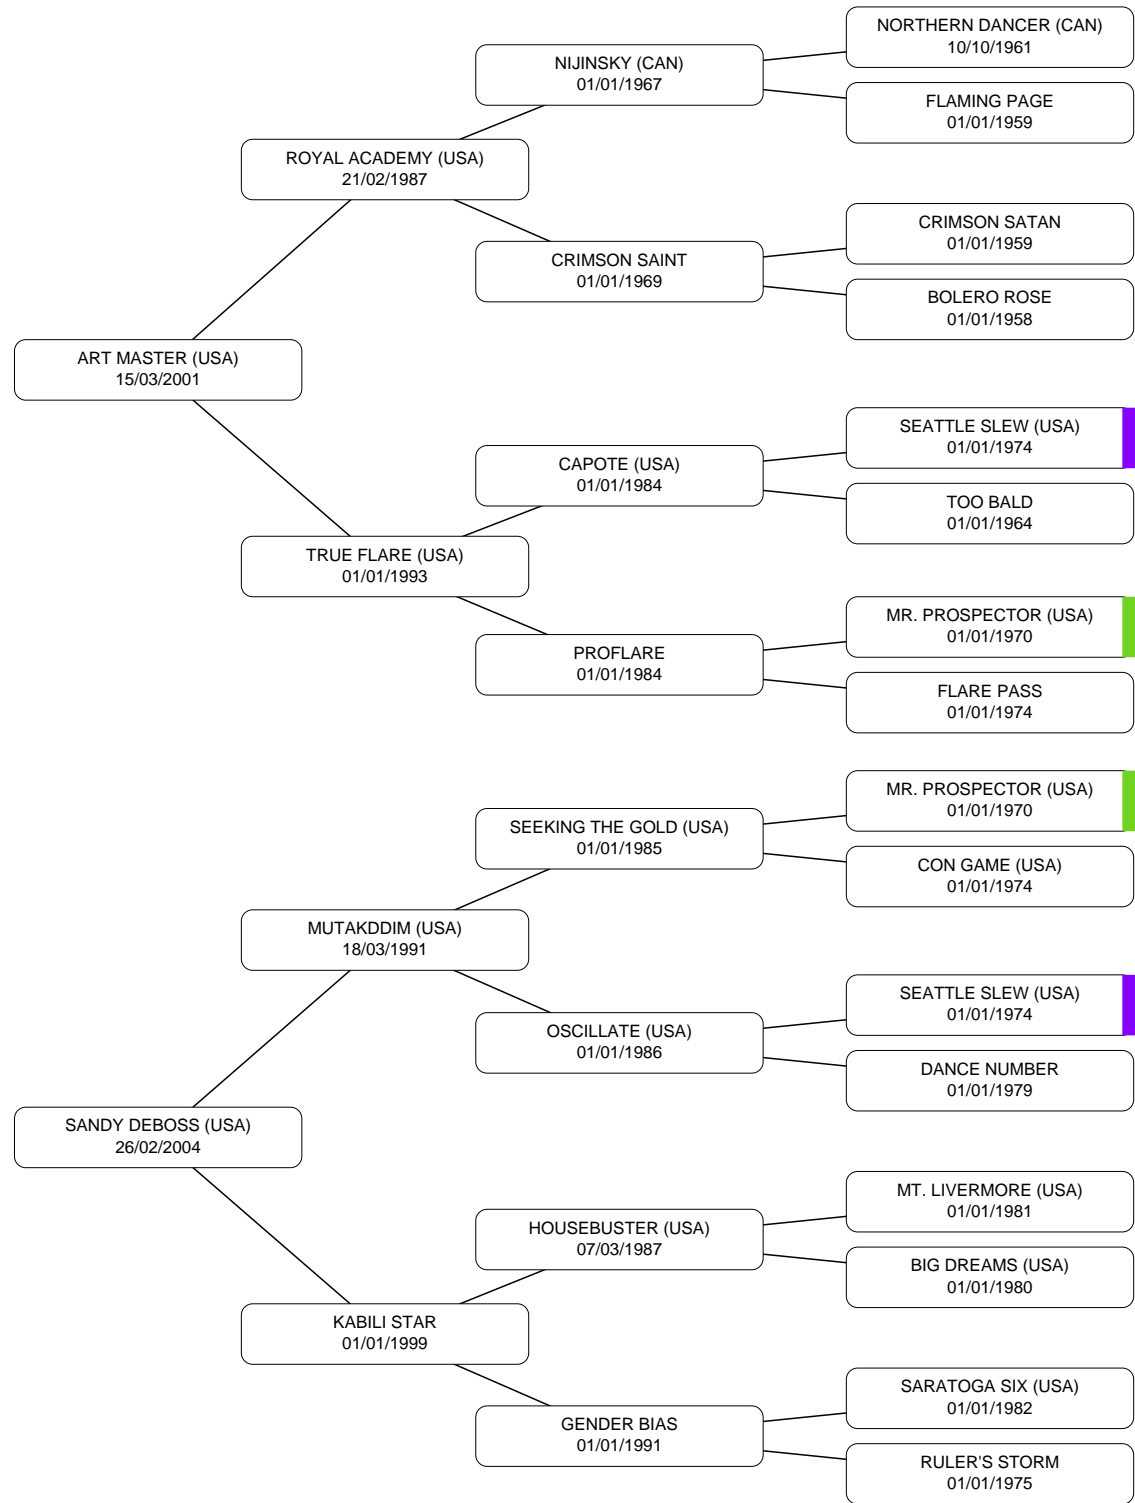 NORTHERN DANCER (CAN)
10/10/1961
NIJINSKY (CAN)
01/01/1967
FLAMING PAGE
01/01/1959
ROYAL ACADEMY (USA)
21/02/1987
CRIMSON SATAN
01/01/1959
CRIMSON SAINT
01/01/1969
BOLERO ROSE
01/01/1958
ART MASTER (USA)
15/03/2001
SEATTLE SLEW (USA)
01/01/1974
CAPOTE (USA)
01/01/1984
TOO BALD
01/01/1964
TRUE FLARE (USA)
01/01/1993
MR. PROSPECTOR (USA)
01/01/1970
PROFLARE
01/01/1984
FLARE PASS
01/01/1974
MR. PROSPECTOR (USA)
01/01/1970
SEEKING THE GOLD (USA)
01/01/1985
CON GAME (USA)
01/01/1974
MUTAKDDIM (USA)
18/03/1991
SEATTLE SLEW (USA)
01/01/1974
OSCILLATE (USA)
01/01/1986
DANCE NUMBER
01/01/1979
SANDY DEBOSS (USA)
26/02/2004
MT. LIVERMORE (USA)
01/01/1981
HOUSEBUSTER (USA)
07/03/1987
BIG DREAMS (USA)
01/01/1980
KABILI STAR
01/01/1999
SARATOGA SIX (USA)
01/01/1982
GENDER BIAS
01/01/1991
RULER'S STORM
01/01/1975